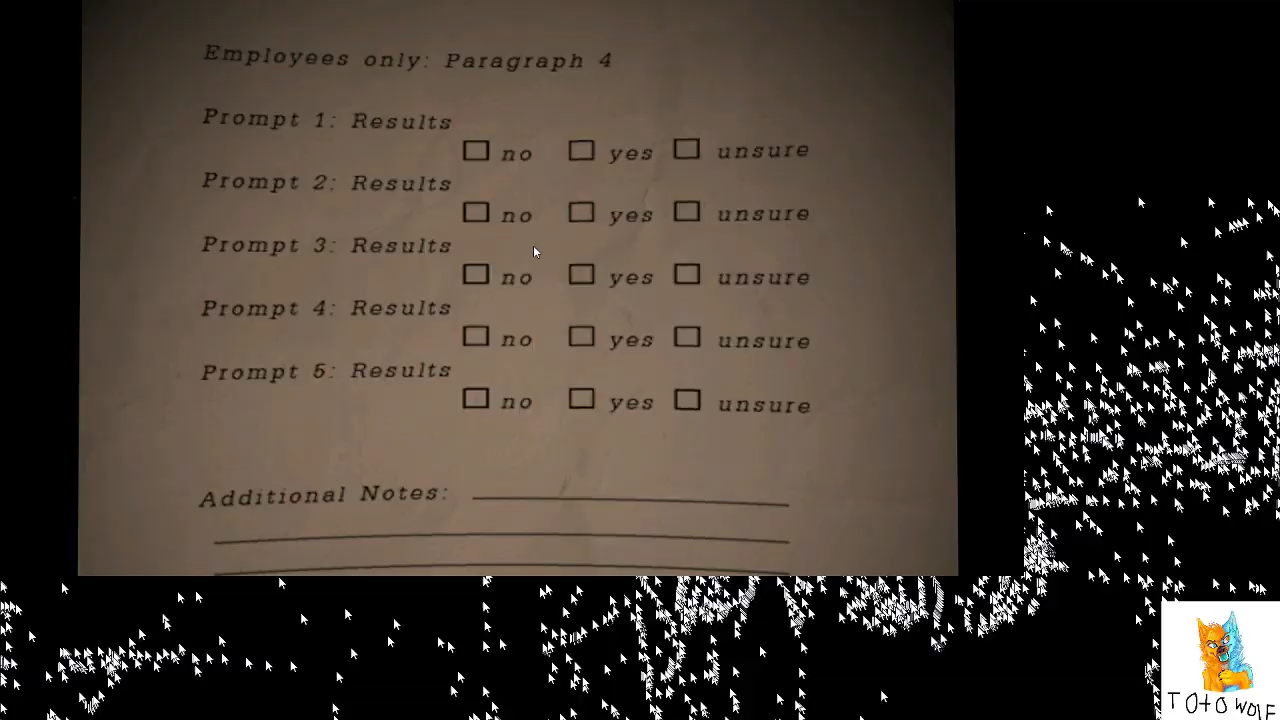 Employees only: Paragraph 4
Prompt 1: Results
no yes unsure
Prompt 2: Results
no yes unsure
Prompt 3: Results
no yes unsure
Prompt 4: Results
no yes unsure
Prompt 5: Results
no yes unsure
Additional Notes:
TOtO WOlF